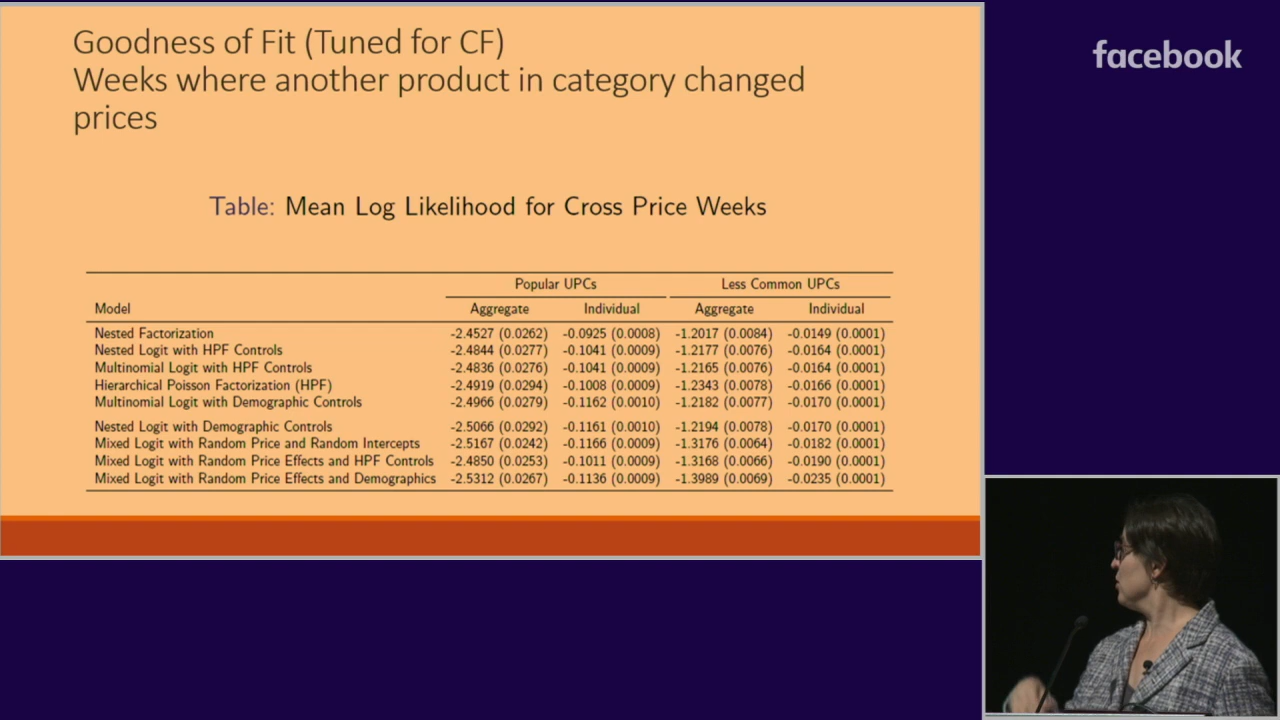 Goodness of Fit (Tuned for CF)
Weeks where another product in category changed
prices
facebook
Table: Mean Log Likelihood for Cross Price Weeks
Popular UPCs Less Common UPCs
Model Aggregate Individual Aggregate Individual
Nested Factorization -2.4527 (0.0262) -0.0925 (0.0008) -1.2017 (0.0084) -0.0149 (0.0001)
Nested Logit with HPF Controls -2.4844 (0.0277) -0.1041 (0.0009) -1.2177 (0.0076) -0.0164 (0.0001)
Multinomial Logit with HPF Controls -2.4836 (0.0276) -0.1041 (0.0009) -1.2165 (0.0076) -0.0164 (0.0001)
Hierarchical Poisson Factorization (HPF) -2.4919 (0.0294) -0.1008 (0.0009) -1.2343 (0.0078) -0.0166 (0.0001)
Multinomial Logit with Demographic Controls -2.4966 (0.0279) -0.1162 (0.0010) -1.2182 (0.0077) -0.0170 (0.0001)
Nested Logit with Demographic Controls -2.5066 (0.0292) -0.1161 (0.0010) -1.2194 (0.0078) -0.0170 (0.0001)
Mixed Logit with Random Price and Random Intercepts -2.5167 (0.0242) -0.1166 (0.0009) -1.3176 (0.0064) -0.0182 (0.0001)
Mixed Logit with Random Price Effects and HPF Controls -2.4850 (0.0253) -0.1011 (0.0009) -1.3168 (0.0066) -0.0190 (0.0001)
Mixed Logit with Random Price Effects and Demographics -2.5312 (0.0267) -0.1136 (0.0009) -1.3989 (0.0069) -0.0235 (0.0001)